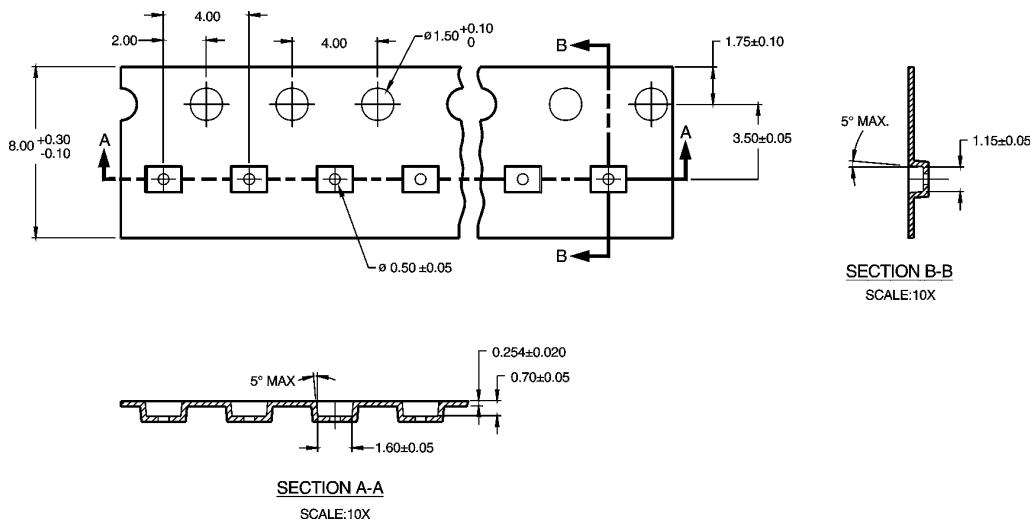 4.00
2.00
4.00
ø1.50 +0.10
0
B
1.75±0.10
8.00 +0.30
-0.10
A
A
3.50±0.05
5° MAX.
1.15±0.05
B
ø 0.50 ±0.05
SECTION B-B
SCALE:10X
0.254±0.020
5° MAX
0.70±0.05
1.60±0.05
SECTION A-A
SCALE:10X